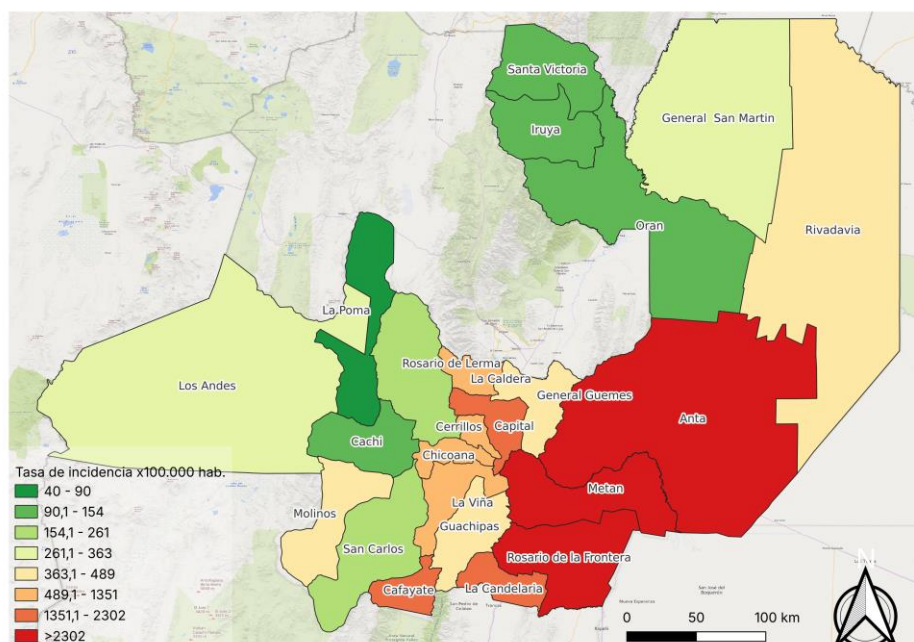 Santa Victoria
Iruya
General San Martin
Oran
Rivadavia
La Poma
Los Andes
Rosario de Lerma
La Caldera
General Guemes
Cerrillos
Capital
Anta
Cachi
Chicoana
Metan
Molinos
La Viña
Guachipas
San Carlos
Rosario de la Frontera
Cafayate
La Candelaria
Tasa de incidencia x100.000 hab.
40 - 90
90,1 - 154
154,1 - 261
261,1 - 363
363,1 - 489
489,1 - 1351
1351,1 - 2302
>2302
N
0 50 100 km